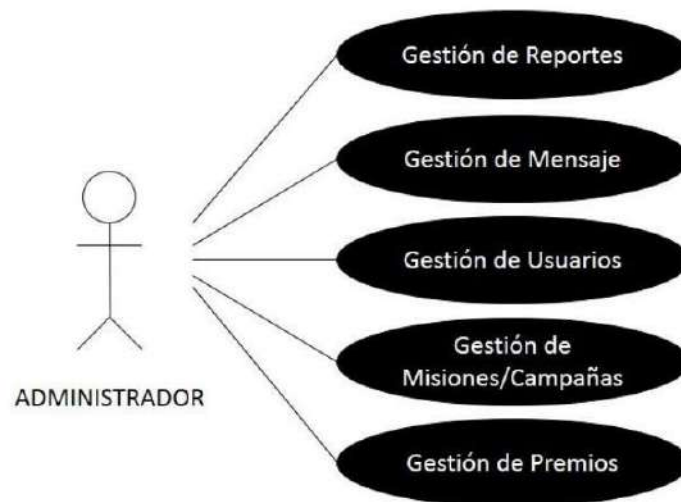 Gestión de Reportes
Gestión de Mensaje
Gestión de Usuarios
Gestión de
Misiones/Campañas
ADMINISTRADOR
Gestión de Premios